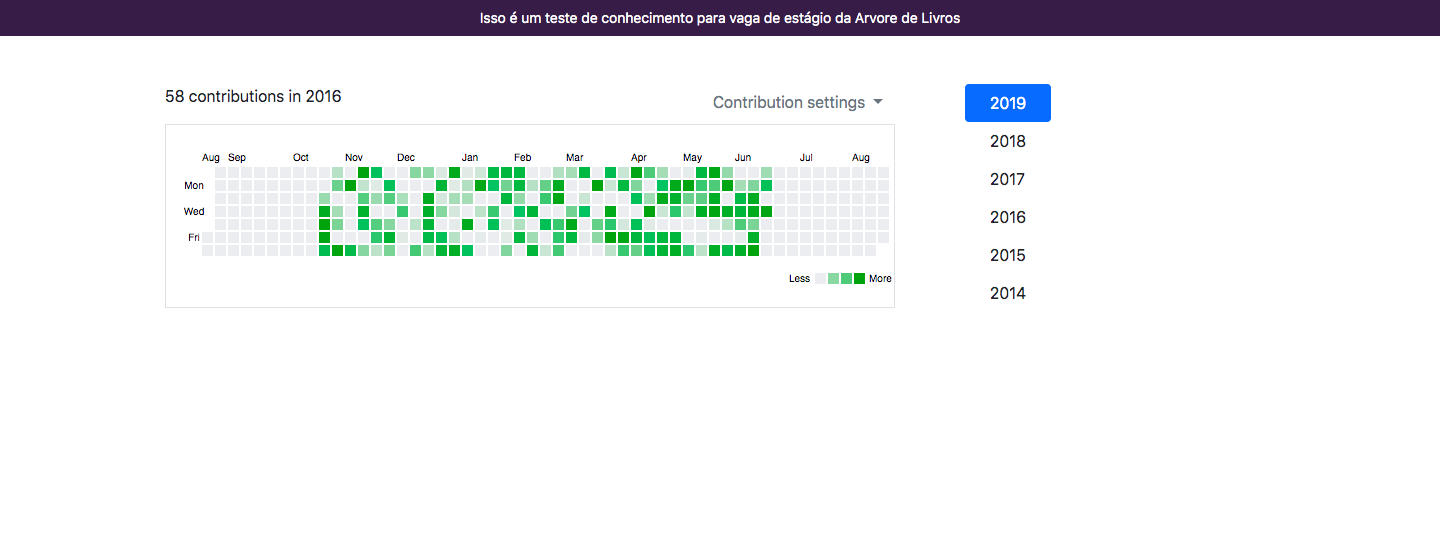 Isso é um teste de conhecimento para vaga de estágio da Arvore de Livros
58 contributions in 2016
Contribution settings
2019
2018
2017
2016
2015
2014
Aug Sep Oct Nov Dec Jan Feb Mar Apr May Jun Jul Aug
Mon
Wed
Fri
Less More